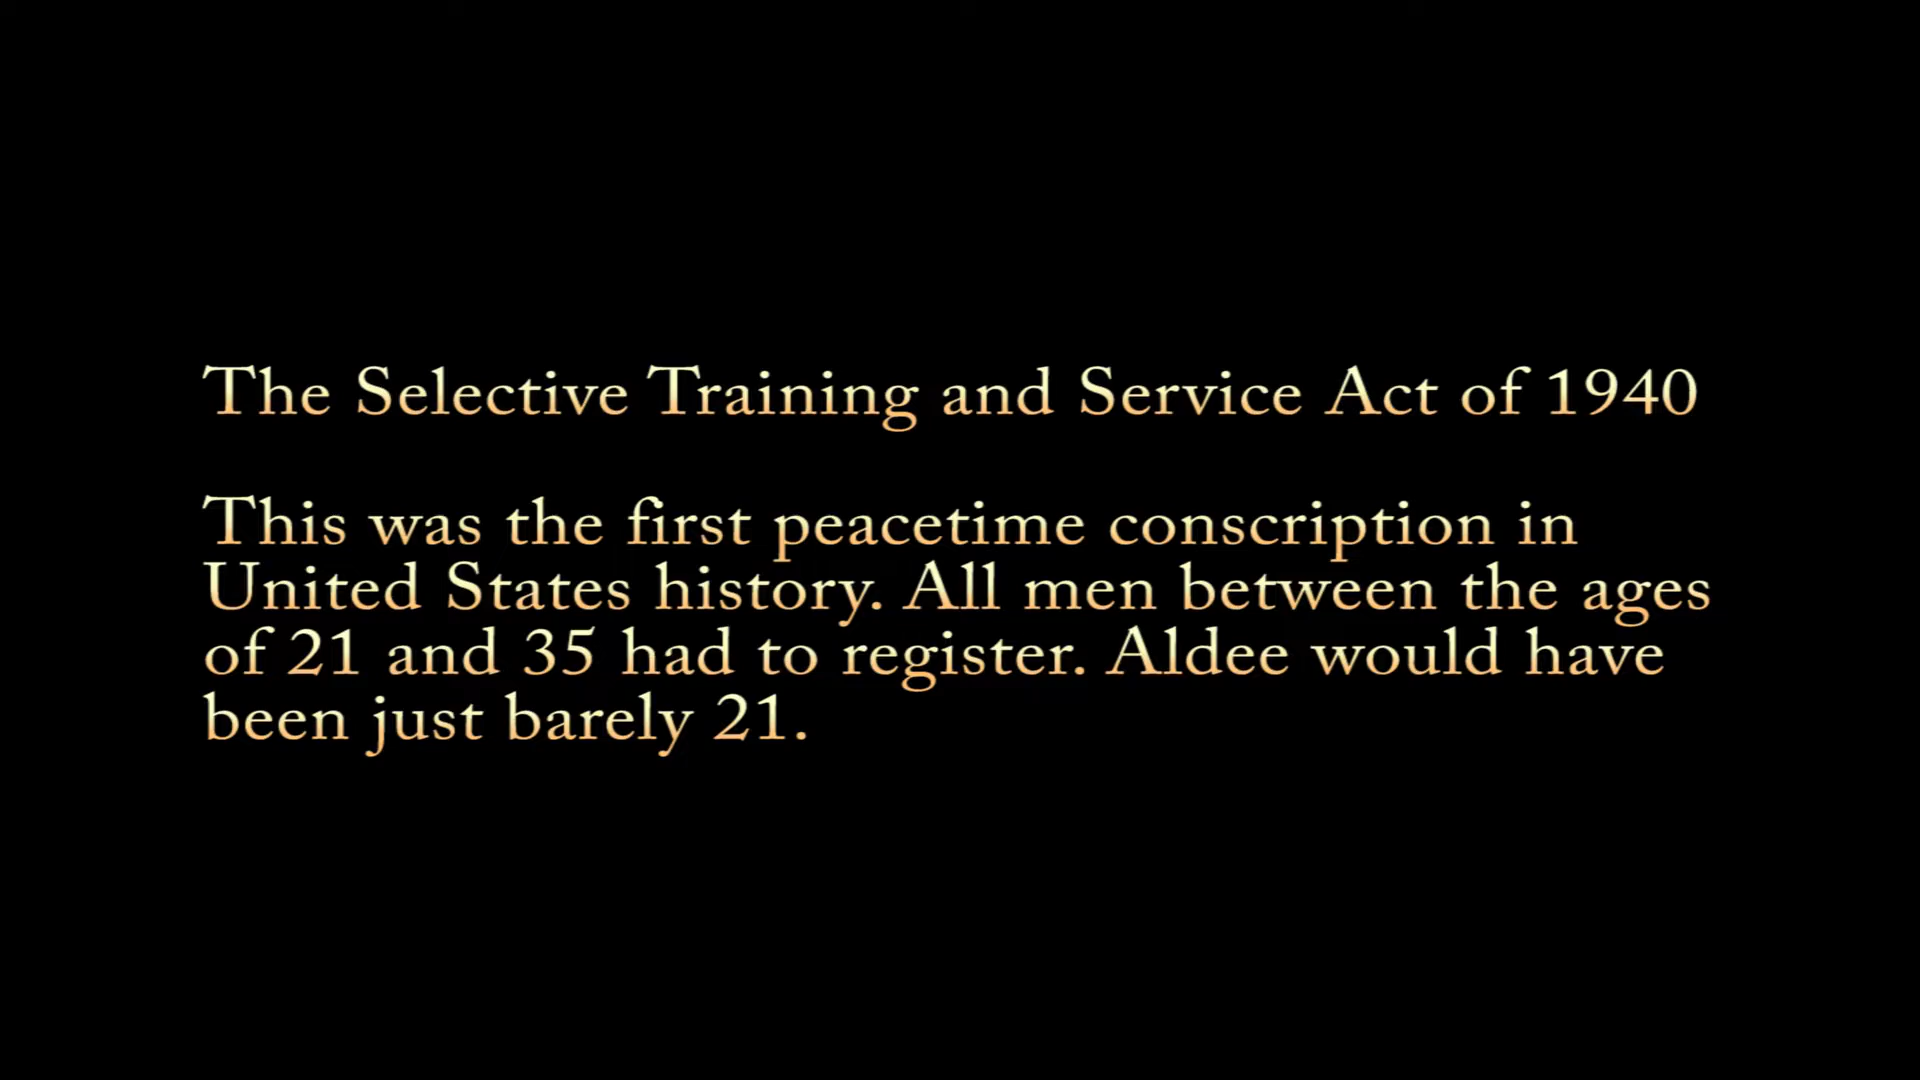 The Selective Training and Service Act of 1940
This was the first peacetime conscription in
United States history. All men between the ages
of 21 and 35 had to register. Aldee would have
been just barely 21.